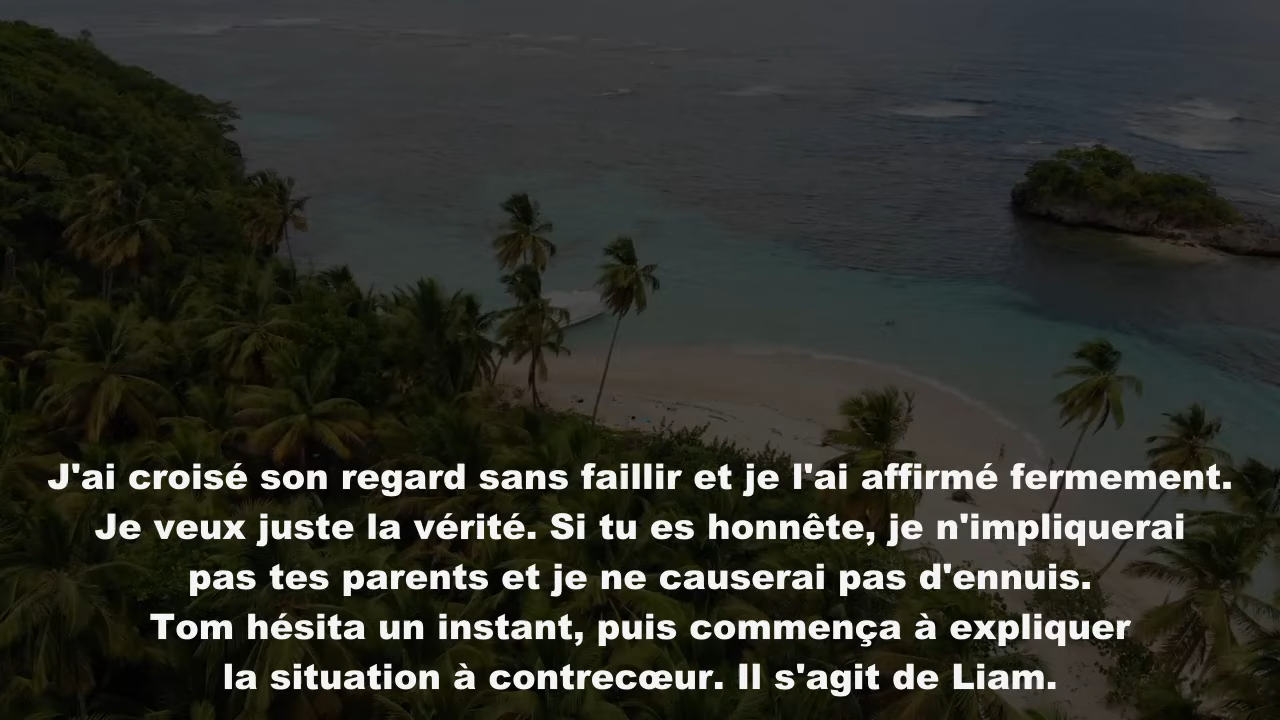 J'ai croisé son regard sans faillir et je l'ai affirmé fermement.
Je veux juste la vérité. Si tu es honnête, je n'impliquerai
pas tes parents et je ne causerai pas d'ennuis.
Tom hésita un instant, puis commença à expliquer
la situation à contrecœur. Il s'agit de Liam.